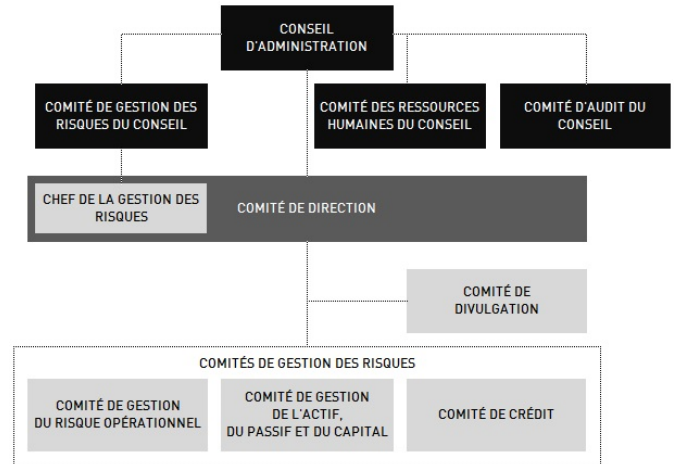 CONSEIL
D'ADMINISTRATION
COMITÉ DE GESTION DES
RISQUES DU CONSEIL
COMITÉ DES RESSOURCES
HUMAINES DU CONSEIL
COMITÉ D'AUDIT DU
CONSEIL
CHEF DE LA GESTION DES
RISQUES
COMITÉ DE DIRECTION
COMITÉ DE
DIVULGATION
COMITÉS DE GESTION DES RISQUES
COMITÉ DE GESTION
DU RISQUE OPÉRATIONNEL
COMITÉ DE GESTION
DE L'ACTIF,
DU PASSIF ET DU CAPITAL
COMITÉ DE CRÉDIT